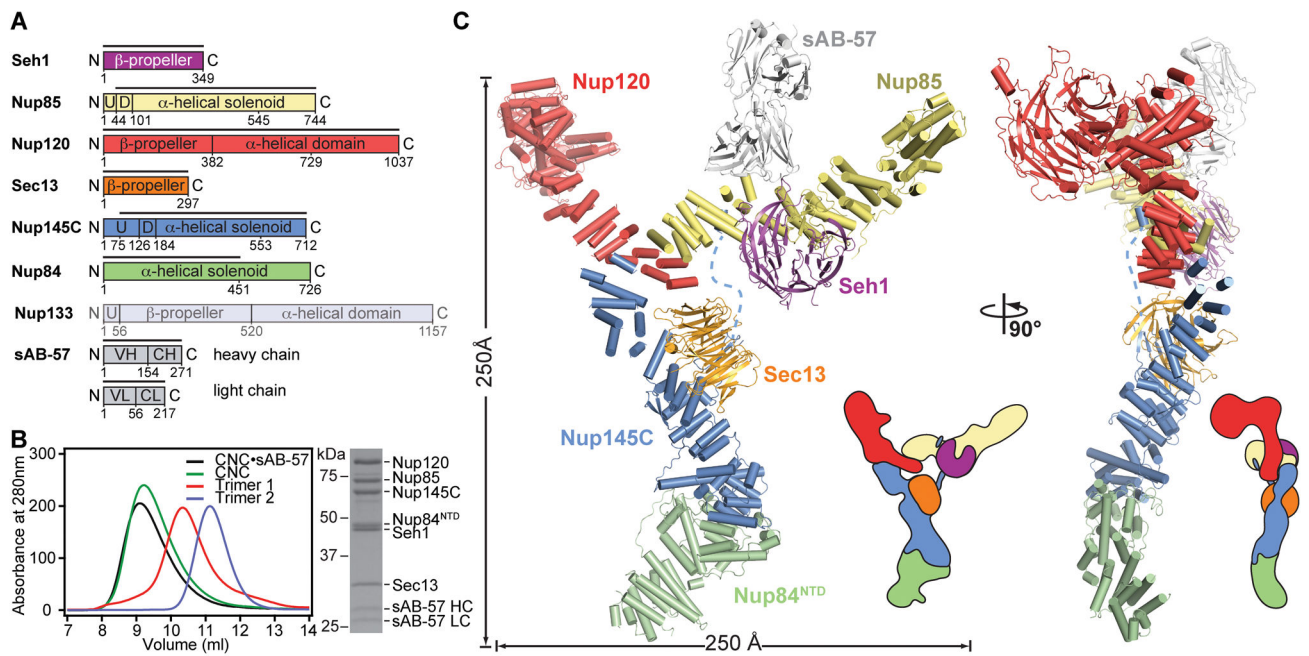 A
Seh1 N β-propeller C
1 349
Nup85 N U D α-helical solenoid C
1 44 101 545 744
Nup120 N β-propeller α-helical domain C
1 382 729 1037
Sec13 N β-propeller C
1 297
Nup145C N U D α-helical solenoid C
1 75 126 184 553 712
Nup84 N α-helical solenoid C
1 451 726
Nup133 N U β-propeller α-helical domain C
1 56 520 1157
sAB-57 N VH CH C heavy chain
1 154 271
N VL CL C light chain
1 56 217
B
Absorbance at 280nm
300
200
100
0
7 8 9 10 11 12 13 14
Volume (ml)
CNC•sAB-57
CNC
Trimer 1
Trimer 2
kDa
75
50
37
25
Nup120
Nup85
Nup145C
Nup84NTD
Seh1
Sec13
sAB-57 HC
sAB-57 LC
C
sAB-57
Nup120
Nup85
Seh1
Sec13
Nup145C
Nup84NTD
250Å
250 Å
90°